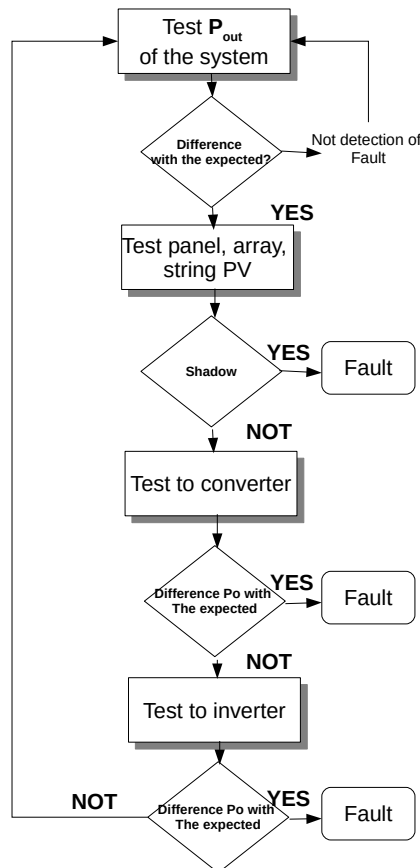 Test Pout
of the system
Difference
with the expected?
Not detection of
Fault
YES
Test panel, array,
string PV
Shadow
YES
Fault
NOT
Test to converter
Difference Po with
The expected
YES
Fault
NOT
Test to inverter
NOT
Difference Po with
The expected
YES
Fault